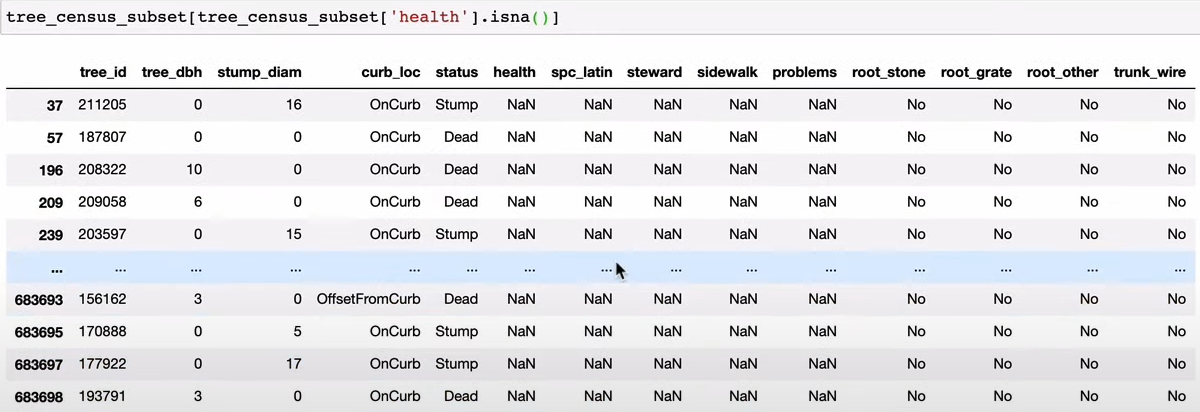 tree_census_subset[tree_census_subset['health'].isna()]
tree_id tree_dbh stump_diam curb_loc status health spc_latin steward sidewalk problems root_stone root_grate root_other trunk_wire
37 211205 0 16 OnCurb Stump NaN NaN NaN NaN NaN No No No No
57 187807 0 0 OnCurb Dead NaN NaN NaN NaN NaN No No No No
196 208322 10 0 OnCurb Dead NaN NaN NaN NaN NaN No No No No
209 209058 6 0 OnCurb Dead NaN NaN NaN NaN NaN No No No No
239 203597 0 15 OnCurb Stump NaN NaN NaN NaN NaN No No No No
... ... ... ... ... ... ... ... ... ... ... ... ... ... ...
683693 156162 3 0 OffsetFromCurb Dead NaN NaN NaN NaN NaN No No No No
683695 170888 0 5 OnCurb Stump NaN NaN NaN NaN NaN No No No No
683697 177922 0 17 OnCurb Stump NaN NaN NaN NaN NaN No No No No
683698 193791 3 0 OnCurb Dead NaN NaN NaN NaN NaN No No No No